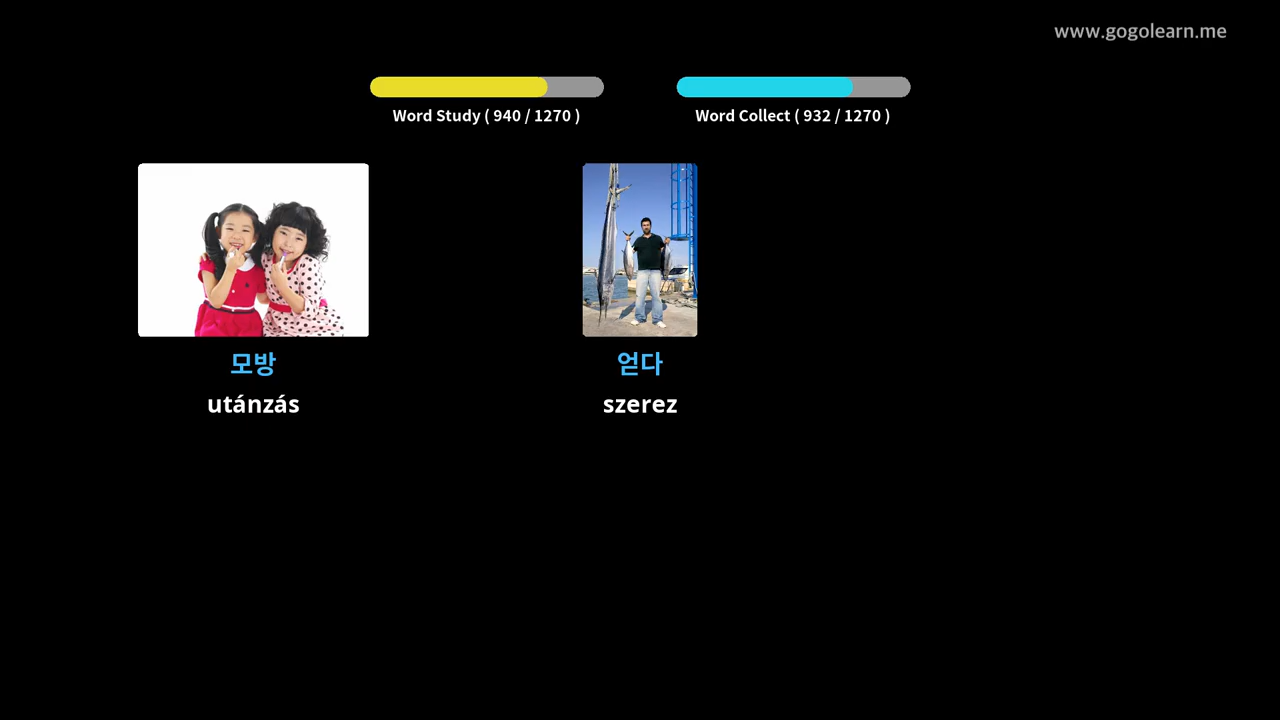 www.gogolearn.me
Word Study ( 940 / 1270 )
Word Collect ( 932 / 1270 )
모방
utánzás
얻다
szerez